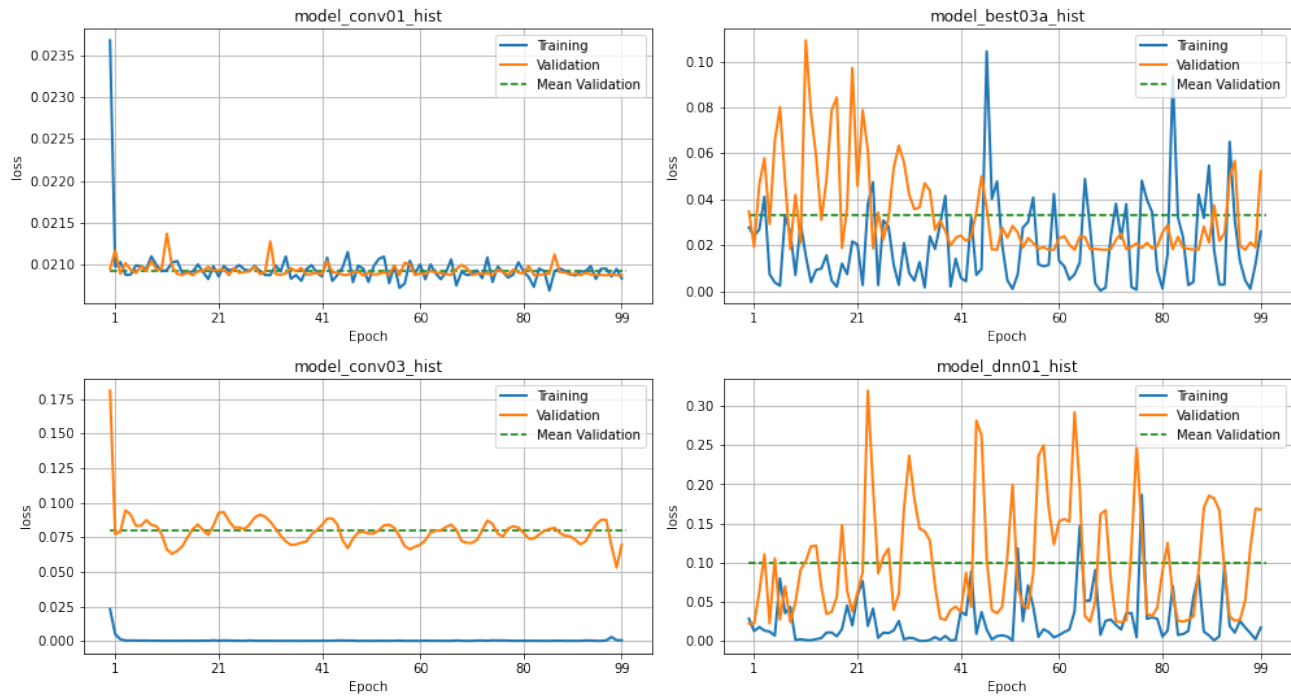 model_conv01_hist
0.0235
0.0230
0.0225
0.0220
0.0215
0.0210
loss
Training
Validation
Mean Validation
1 21 41 60 80 99
Epoch
model_best03a_hist
0.10
0.08
0.06
0.04
0.02
0.00
loss
Training
Validation
Mean Validation
1 21 41 60 80 99
Epoch
model_conv03_hist
0.175
0.150
0.125
0.100
0.075
0.050
0.025
0.000
loss
Training
Validation
Mean Validation
1 21 41 60 80 99
Epoch
model_dnn01_hist
0.30
0.25
0.20
0.15
0.10
0.05
0.00
loss
Training
Validation
Mean Validation
1 21 41 60 80 99
Epoch